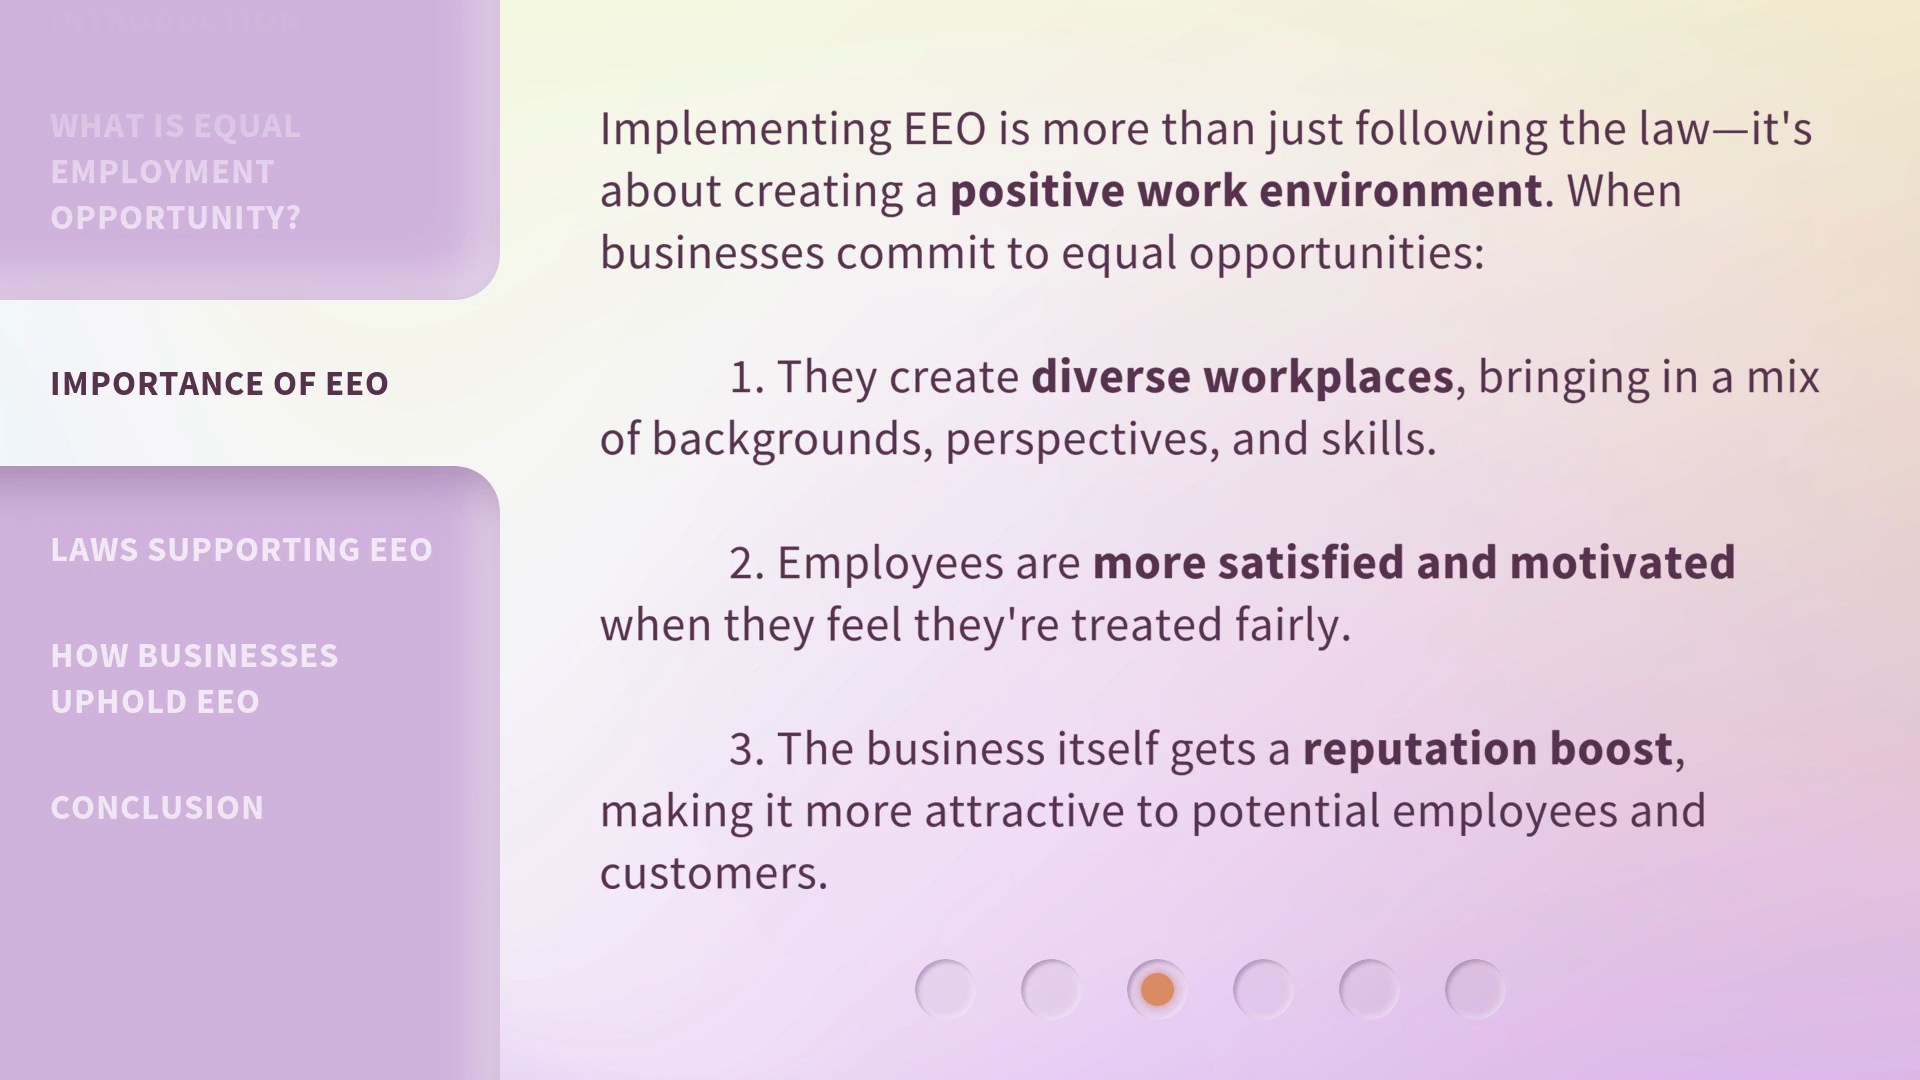 INTRODUCTION
WHAT IS EQUAL
EMPLOYMENT
OPPORTUNITY?
IMPORTANCE OF EEO
LAWS SUPPORTING EEO
HOW BUSINESSES
UPHOLD EEO
CONCLUSION
Implementing EEO is more than just following the law—it's
about creating a positive work environment. When
businesses commit to equal opportunities:
1. They create diverse workplaces, bringing in a mix
of backgrounds, perspectives, and skills.
2. Employees are more satisfied and motivated
when they feel they're treated fairly.
3. The business itself gets a reputation boost,
making it more attractive to potential employees and
customers.